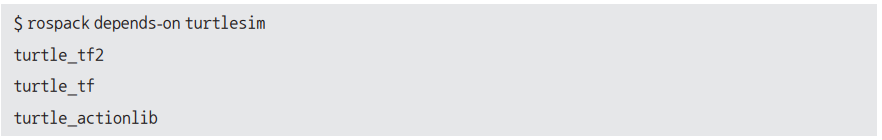 $ rospack depends-on turtlesim
turtle_tf2
turtle_tf
turtle_actionlib